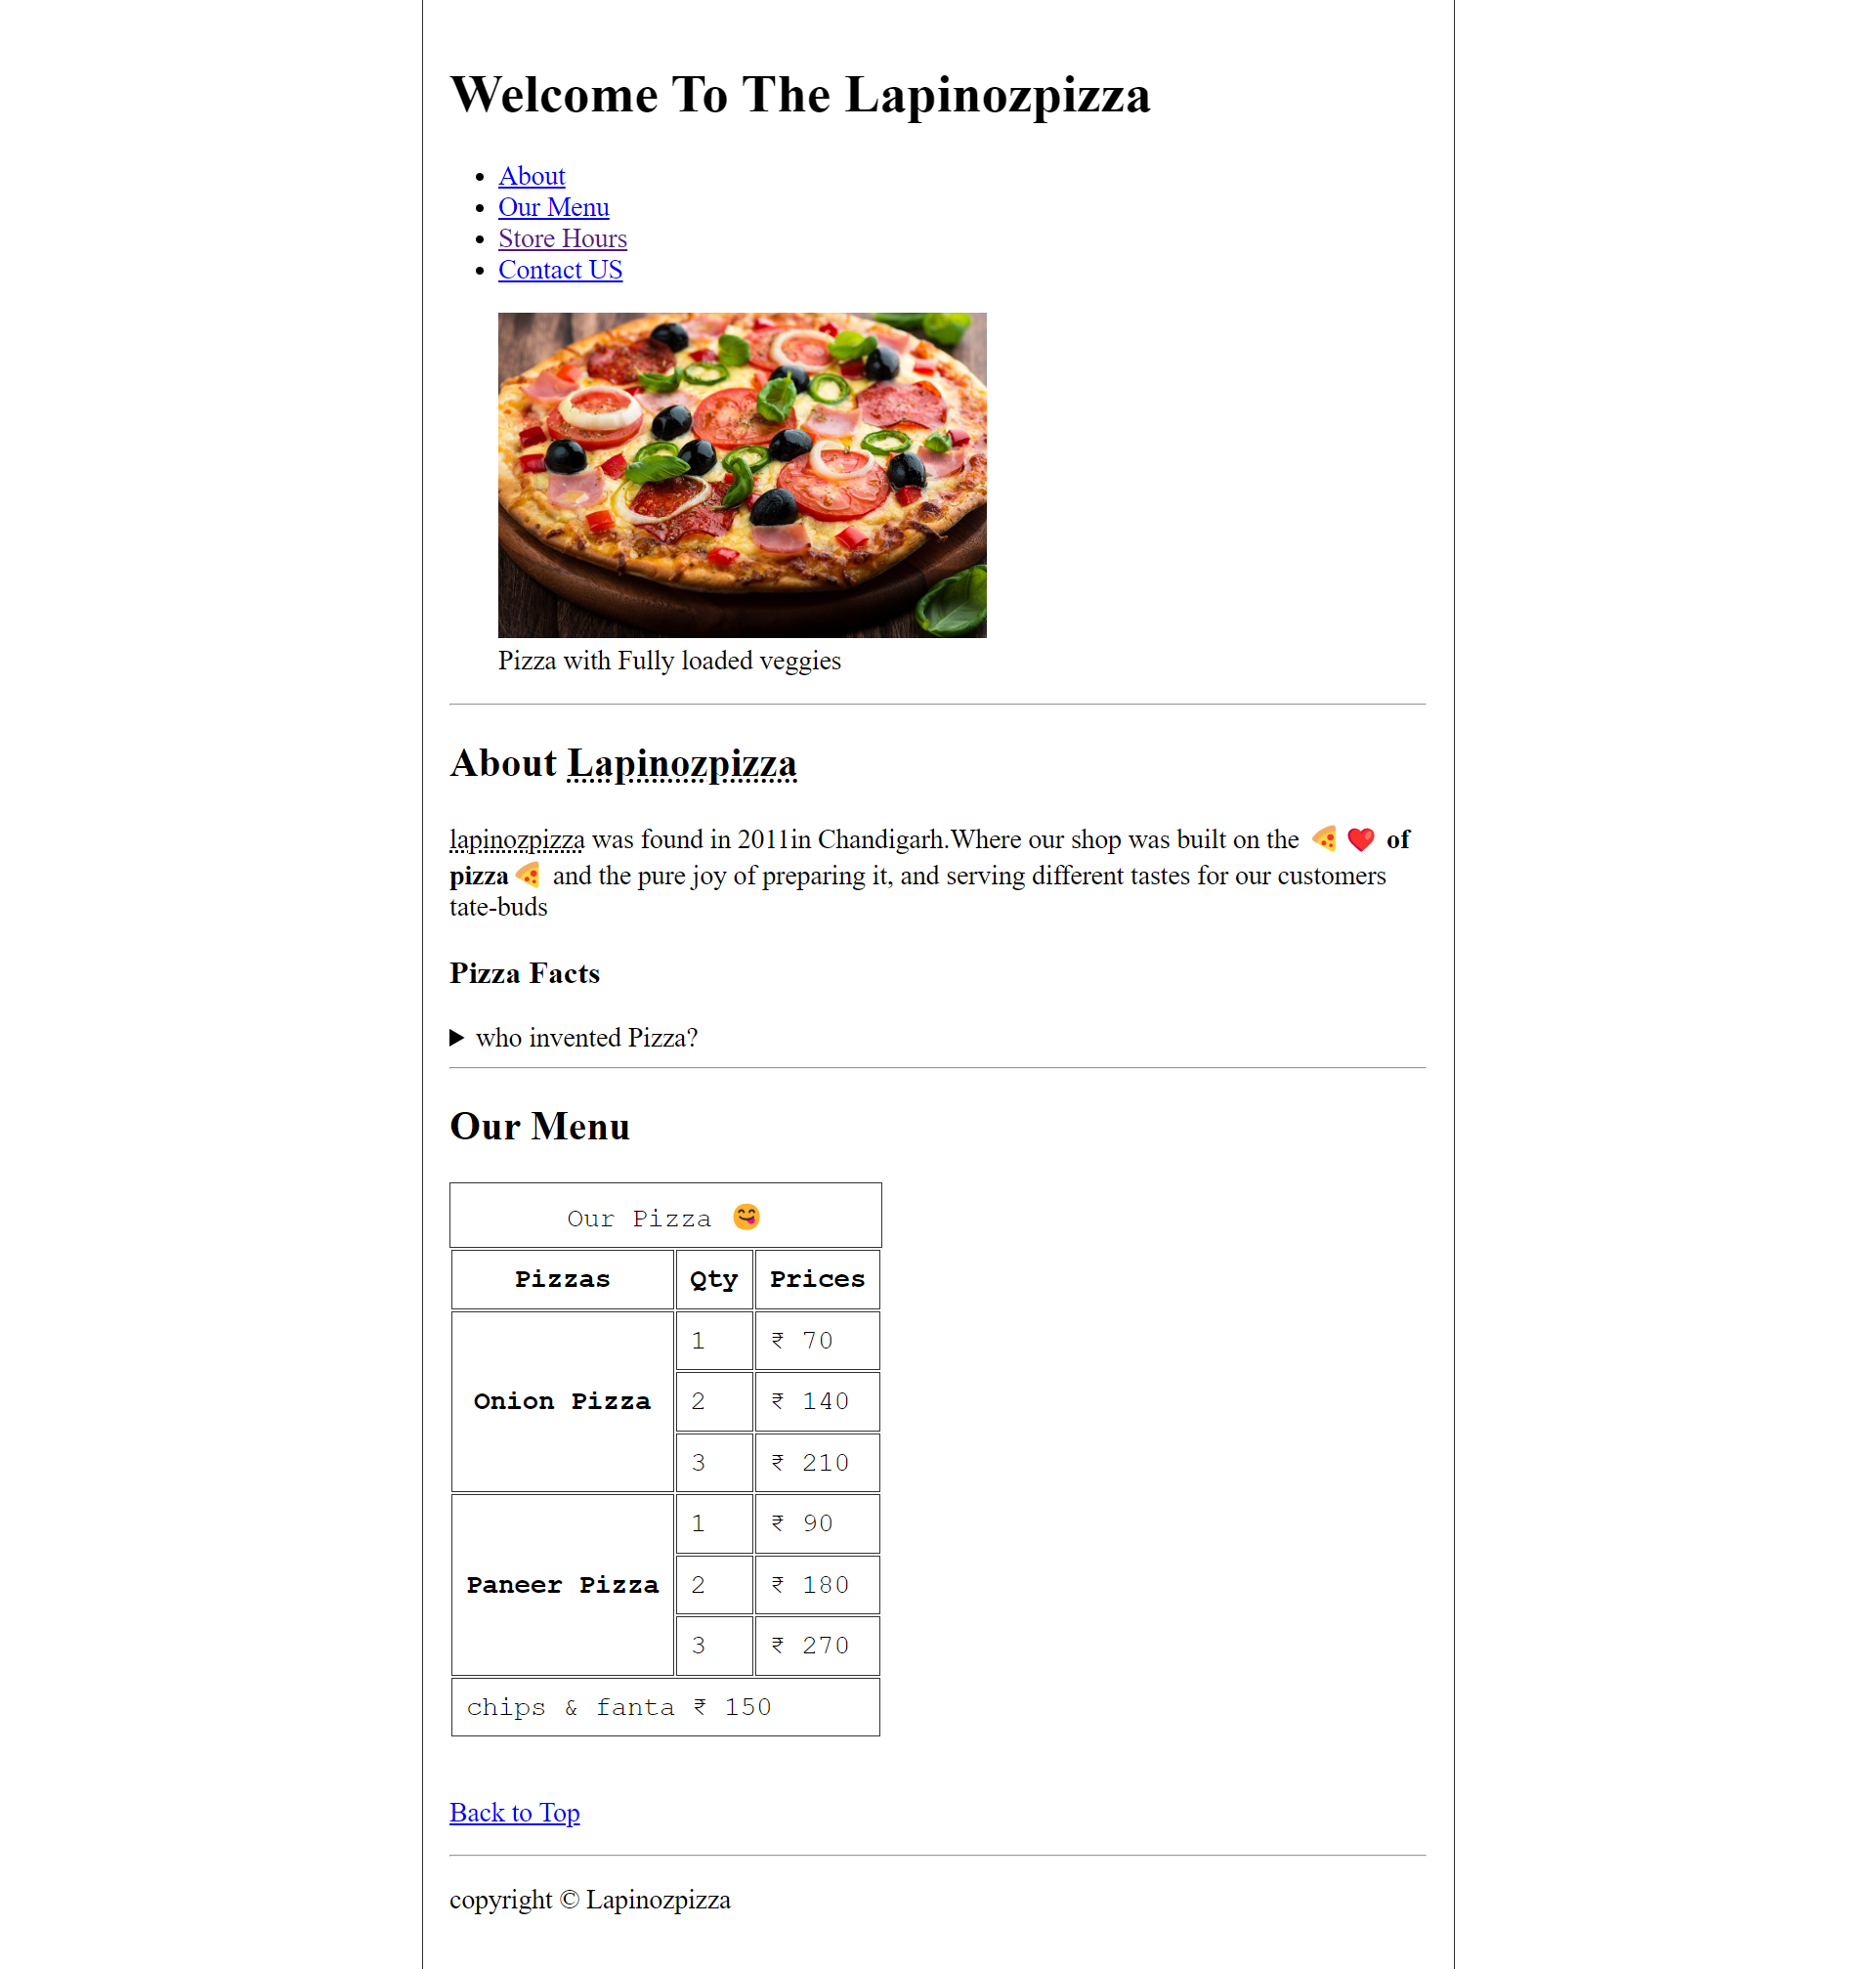 Welcome To The Lapinozpizza
About
Our Menu
Store Hours
Contact US
Pizza with Fully loaded veggies
About Lapinozpizza
lapinozpizza was found in 2011in Chandigarh.Where our shop was built on the 🍕❤️ of
pizza🍕 and the pure joy of preparing it, and serving different tastes for our customers
tate-buds
Pizza Facts
who invented Pizza?
Our Menu
Our Pizza 😋
Pizzas Qty Prices
Onion Pizza
1 ₹ 70
2 ₹ 140
3 ₹ 210
Paneer Pizza
1 ₹ 90
2 ₹ 180
3 ₹ 270
chips & fanta ₹ 150
Back to Top
copyright © Lapinozpizza